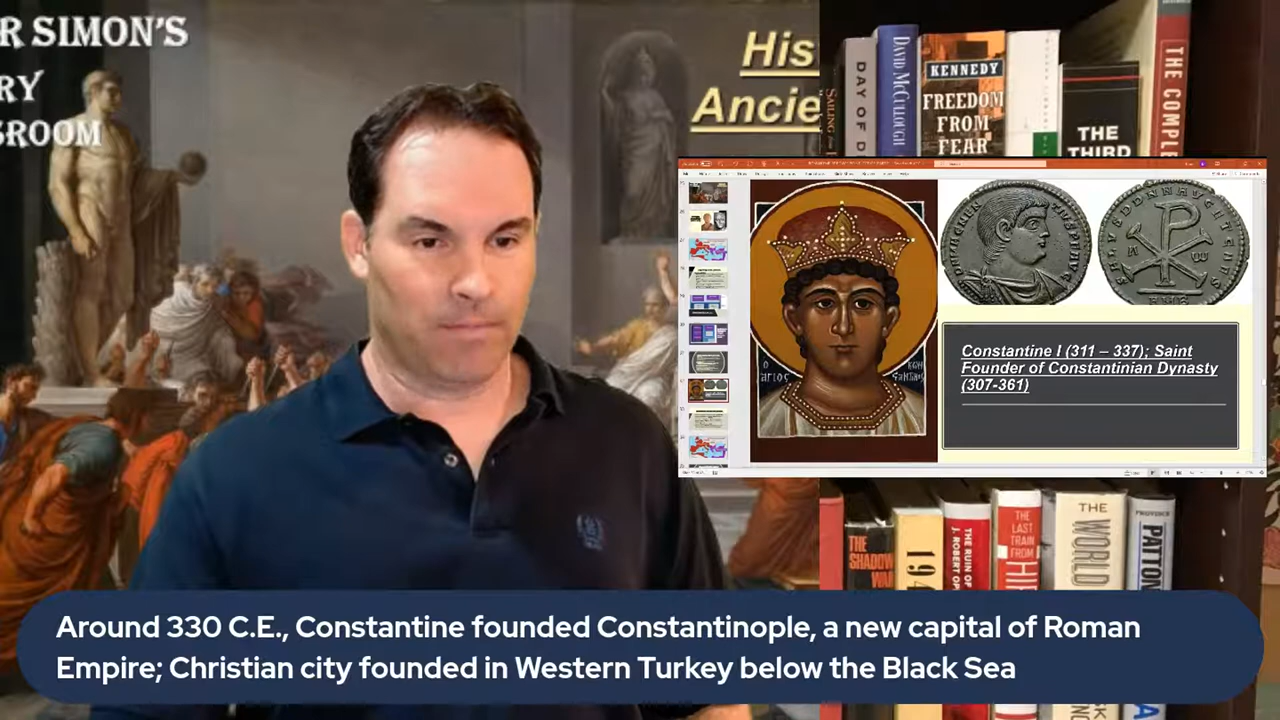 R SIMON'S
RY
SROOM
His
Ancie
DAY OF D
DAVID McCULLOUGH
KENNEDY
FREEDOM
FROM
FEAR
THE
THIRD
THE COMPLE
Constantine I (311 – 337); Saint
Founder of Constantinian Dynasty
(307-361)
THE
SHADOW
WAR
194
THE RUIN OF
J. ROBERT OP
THE
LAST
TRAIN
FROM
HI
THE
WORLD
PATTON
Around 330 C.E., Constantine founded Constantinople, a new capital of Roman
Empire; Christian city founded in Western Turkey below the Black Sea